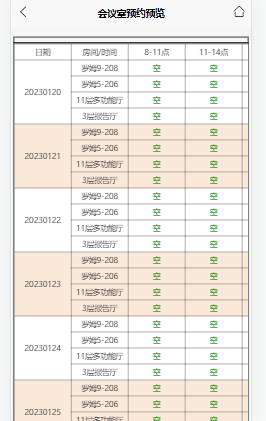 会议室预约预览
日期 房间/时间 8-11点 11-14点
20230120
罗姆9-208 空 空
罗姆5-206 空 空
11层多功能厅 空 空
3层报告厅 空 空
20230121
罗姆9-208 空 空
罗姆5-206 空 空
11层多功能厅 空 空
3层报告厅 空 空
20230122
罗姆9-208 空 空
罗姆5-206 空 空
11层多功能厅 空 空
3层报告厅 空 空
20230123
罗姆9-208 空 空
罗姆5-206 空 空
11层多功能厅 空 空
3层报告厅 空 空
20230124
罗姆9-208 空 空
罗姆5-206 空 空
11层多功能厅 空 空
3层报告厅 空 空
20230125
罗姆9-208 空 空
罗姆5-206 空 空
11层多功能厅 空 空